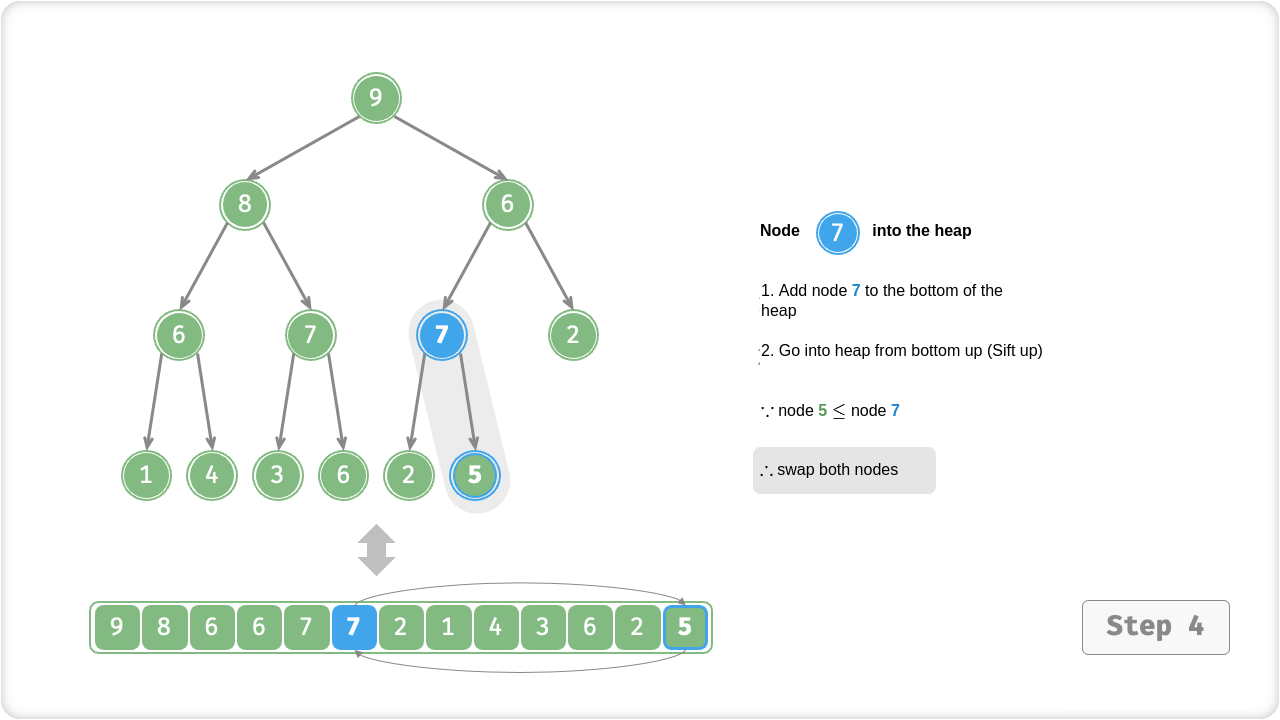 9
8 6
6 7 7 2
1 4 3 6 2 5
9 8 6 6 7 7 2 1 4 3 6 2 5
Node 7 into the heap
1. Add node 7 to the bottom of the
heap
2. Go into heap from bottom up (Sift up)
∵ node 5 ≤ node 7
∴ swap both nodes
Step 4